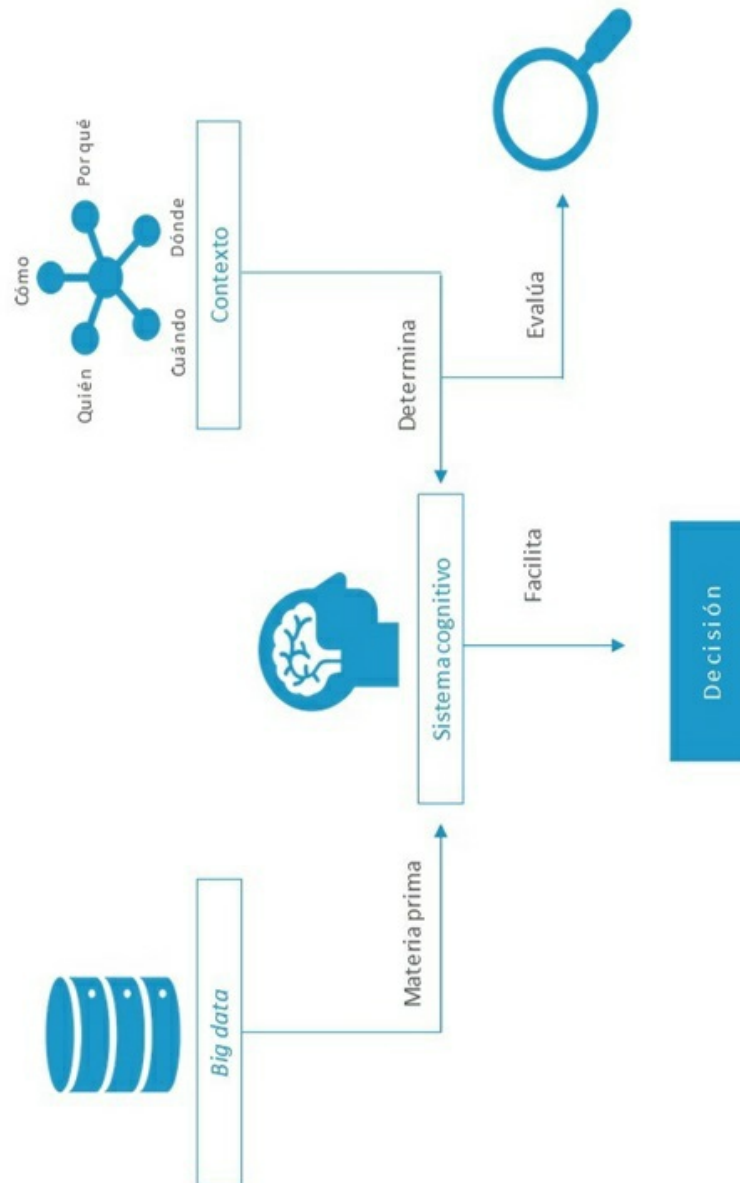 Big data
Materia prima
Sistema cognitivo
Facilita
Decisión
Quién
Cómo
Por qué
Cuándo
Dónde
Contexto
Determina
Evalúa